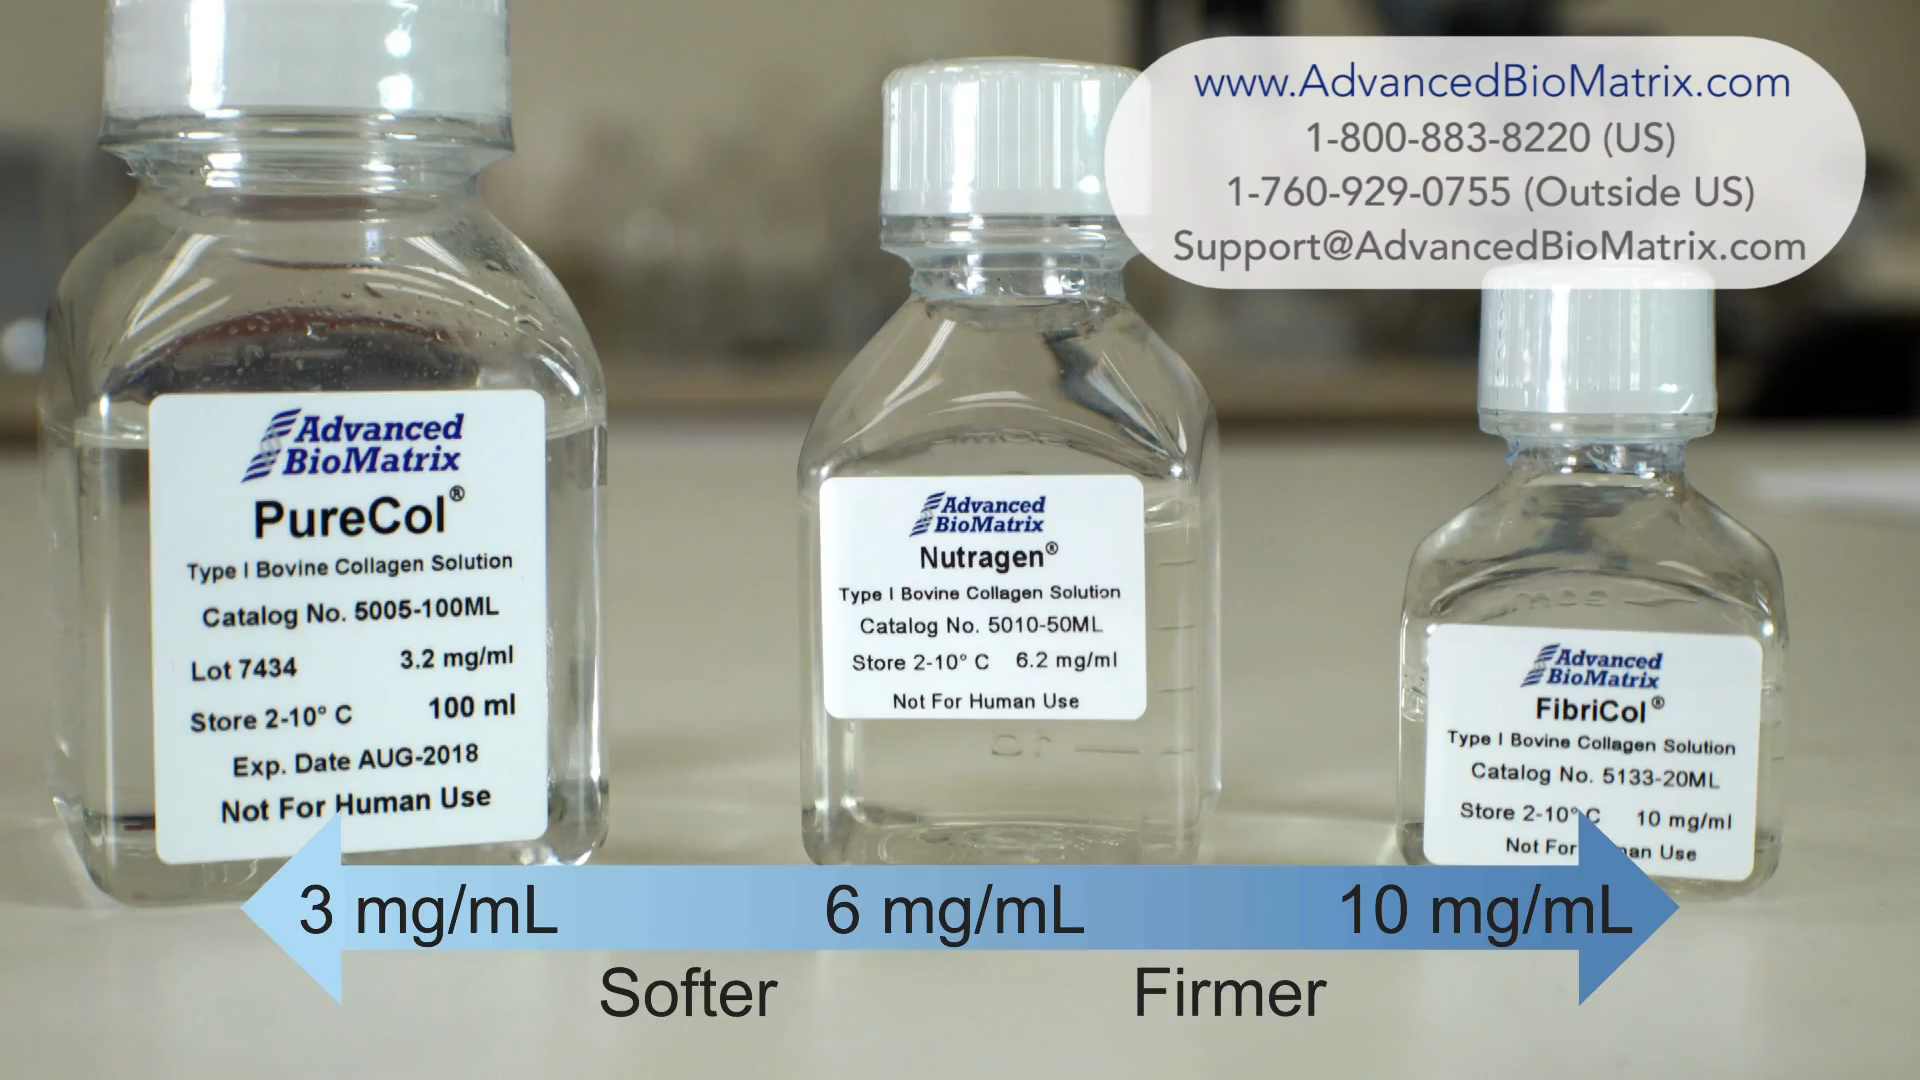 www.AdvancedBioMatrix.com
1-800-883-8220 (US)
1-760-929-0755 (Outside US)
Support@AdvancedBioMatrix.com
Advanced
BioMatrix
PureCol®
Type I Bovine Collagen Solution
Catalog No. 5005-100ML
Lot 7434 3.2 mg/ml
Store 2-10° C 100 ml
Exp. Date AUG-2018
Not For Human Use
Advanced
BioMatrix
Nutragen®
Type I Bovine Collagen Solution
Catalog No. 5010-50ML
Store 2-10° C 6.2 mg/ml
Not For Human Use
Advanced
BioMatrix
FibriCol®
Type I Bovine Collagen Solution
Catalog No. 5133-20ML
Store 2-10° C 10 mg/ml
Not For Human Use
3 mg/mL 6 mg/mL 10 mg/mL
Softer Firmer